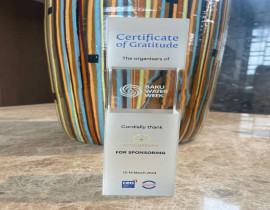 Certificate
of Gratitude
The organisers of
BAKU
WATER
WEEK
Cordially thank
FOR SPONSORING